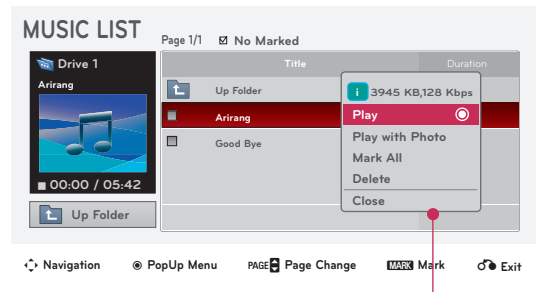 MUSIC LIST
Page 1/1 No Marked
Drive 1
Arirang
00:00 / 05:42
Up Folder
Title Duration
Up Folder
Arirang
Good Bye
i 3945 KB,128 Kbps
Play
Play with Photo
Mark All
Delete
Close
Navigation PopUp Menu PAGE Page Change MARK Mark Exit